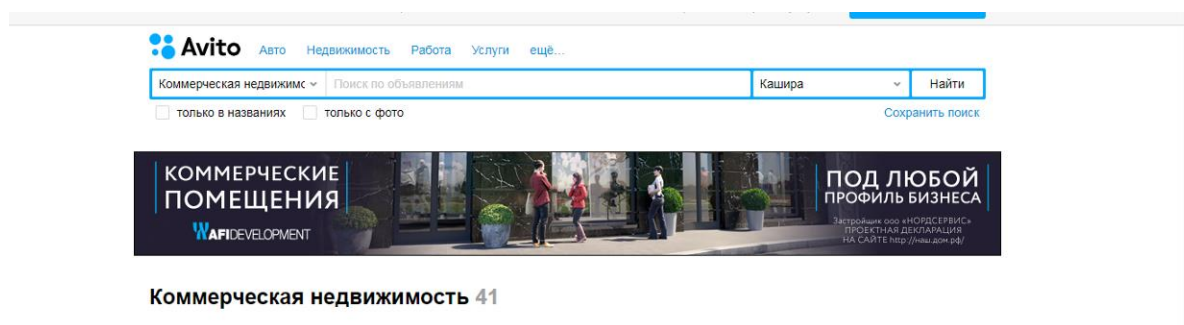 Avito Авто Недвижимость Работа Услуги ещё...
Коммерческая недвижимс Поиск по объявлениям Кашира Найти
только в названиях только с фото Сохранить поиск
КОММЕРЧЕСКИЕ
ПОМЕЩЕНИЯ
AFIDEVELOPMENT
ПОД ЛЮБОЙ
ПРОФИЛЬ БИЗНЕСА
Застройщик ооо «НОРДСЕРВИС»
ПРОЕКТНАЯ ДЕКЛАРАЦИЯ
НА САЙТЕ http://наш.дом.рф/
Коммерческая недвижимость 41